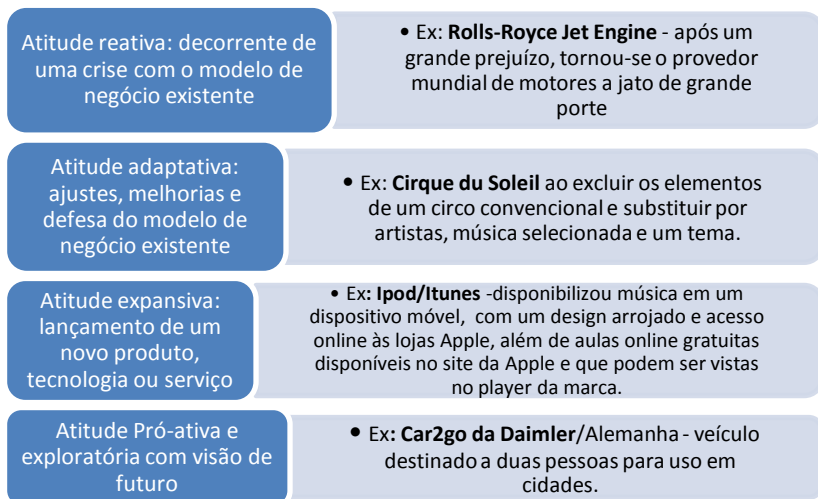 Atitude reativa: decorrente de
uma crise com o modelo de
negócio existente
• Ex: Rolls-Royce Jet Engine - após um
grande prejuízo, tornou-se o provedor
mundial de motores a jato de grande
porte
Atitude adaptativa:
ajustes, melhorias e
defesa do modelo de
negócio existente
• Ex: Cirque du Soleil ao excluir os elementos
de um circo convencional e substituir por
artistas, música selecionada e um tema.
Atitude expansiva:
lançamento de um
novo produto,
tecnologia ou serviço
• Ex: Ipod/Itunes -disponibilizou música em um
dispositivo móvel, com um design arrojado e acesso
online às lojas Apple, além de aulas online gratuitas
disponíveis no site da Apple e que podem ser vistas
no player da marca.
Atitude Pró-ativa e
exploratória com visão de
futuro
• Ex: Car2go da Daimler/Alemanha - veículo
destinado a duas pessoas para uso em
cidades.